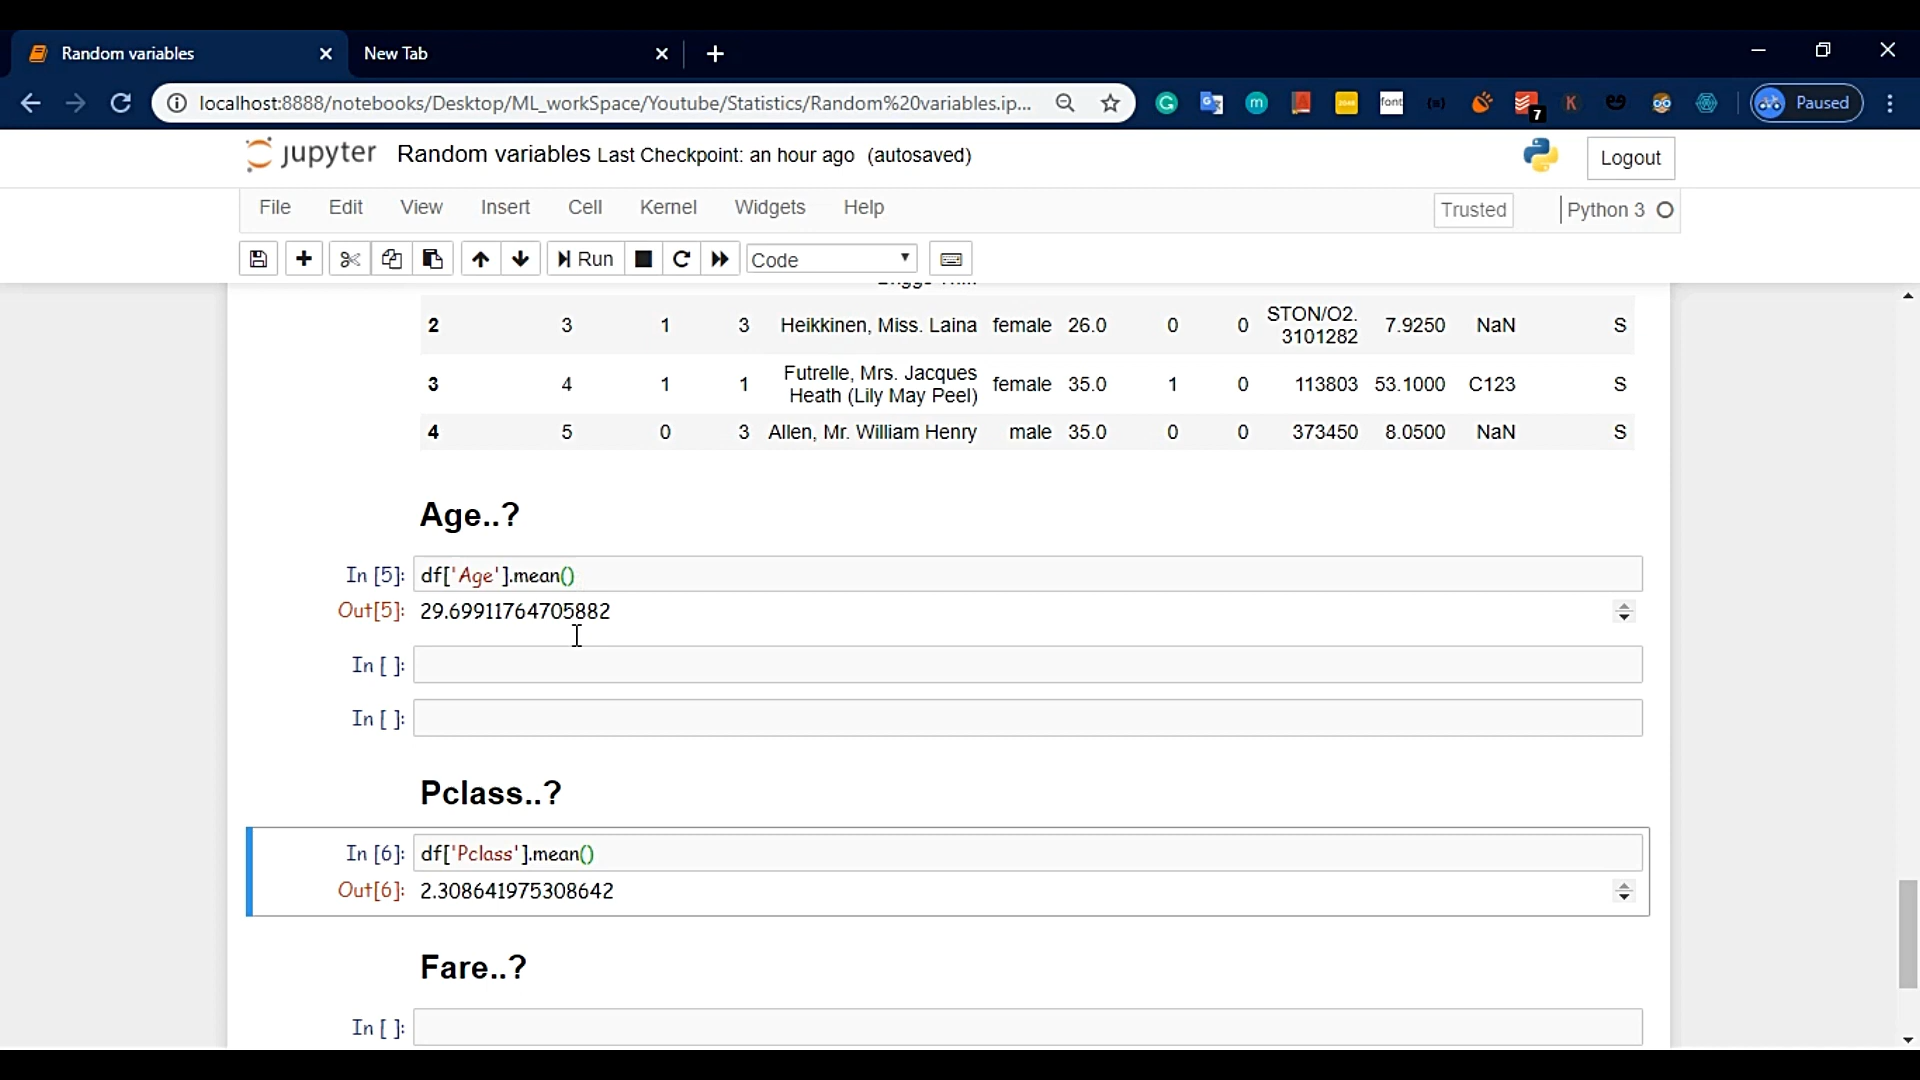 Random variables
New Tab
localhost:8888/notebooks/Desktop/ML_workSpace/Youtube/Statistics/Random%20variables.ip...
font
7
K
Paused
jupyter Random variables Last Checkpoint: an hour ago (autosaved)
Logout
File Edit View Insert Cell Kernel Widgets Help
Trusted
Python 3
Run
Code
2 3 1 3 Heikkinen, Miss. Laina female 26.0 0 0 STON/O2. 3101282 7.9250 NaN S
3 4 1 1 Futrelle, Mrs. Jacques Heath (Lily May Peel) female 35.0 1 0 113803 53.1000 C123 S
4 5 0 3 Allen, Mr. William Henry male 35.0 0 0 373450 8.0500 NaN S
Age..?
In [5]: df['Age'].mean()
Out[5]: 29.69911764705882
In [ ]:
In [ ]:
Pclass..?
In [6]: df['Pclass'].mean()
Out[6]: 2.308641975308642
Fare..?
In [ ]: